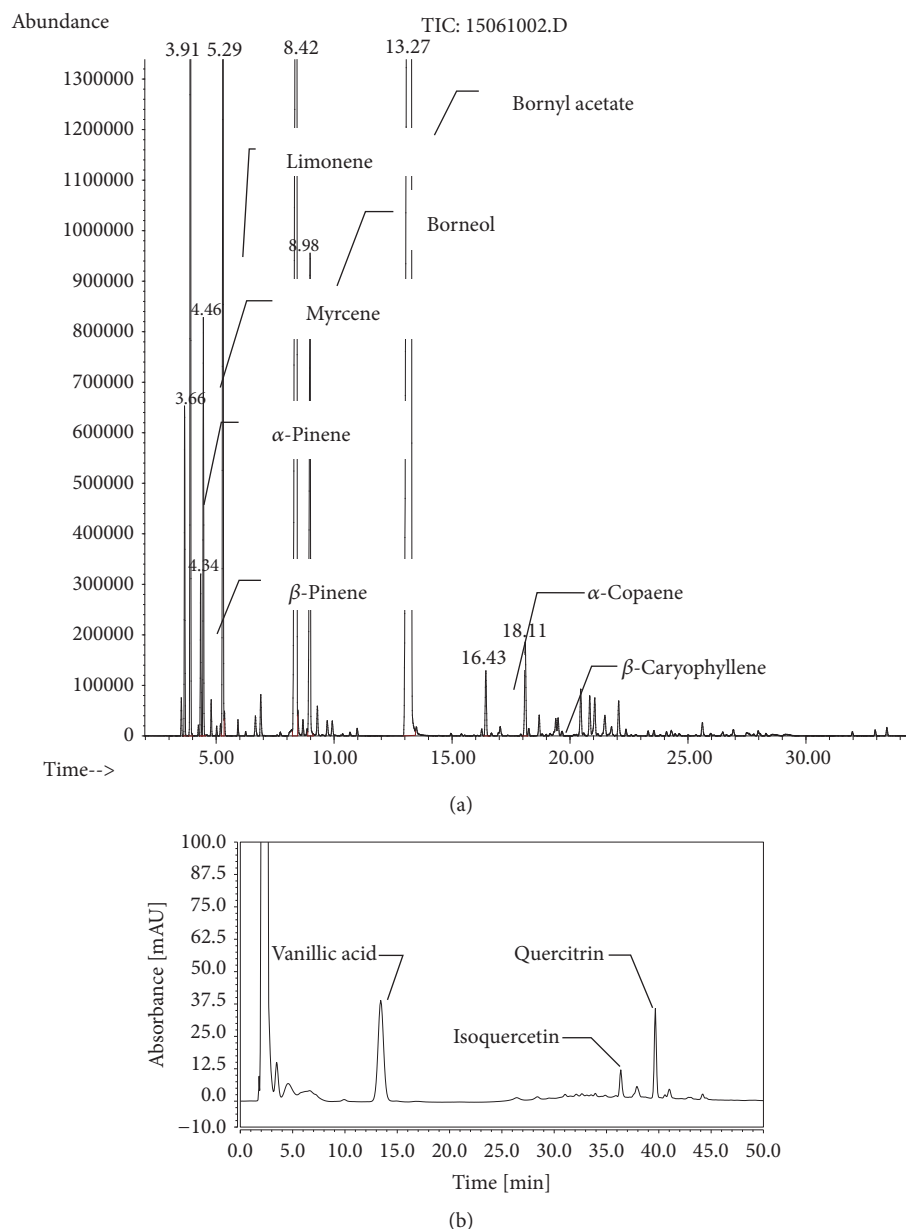 Abundance
TIC: 15061002.D
3.91 5.29 8.42 13.27
1300000
Bornyl acetate
1200000
Limonene
1100000
1000000
Borneol
8.98
900000
4.46
Myrcene
800000
700000
3.66
600000
α-Pinene
500000
400000
4.34
300000
β-Pinene
α-Copaene
200000
18.11
16.43
β-Caryophyllene
100000
0
5.00 10.00 15.00 20.00 25.00 30.00
Time-->
(a)
100.0
87.5
75.0
62.5
50.0
37.5
25.0
12.5
0.0
−10.0
Absorbance [mAU]
Vanillic acid
Quercitrin
Isoquercetin
0.0 5.0 10.0 15.0 20.0 25.0 30.0 35.0 40.0 45.0 50.0
Time [min]
(b)